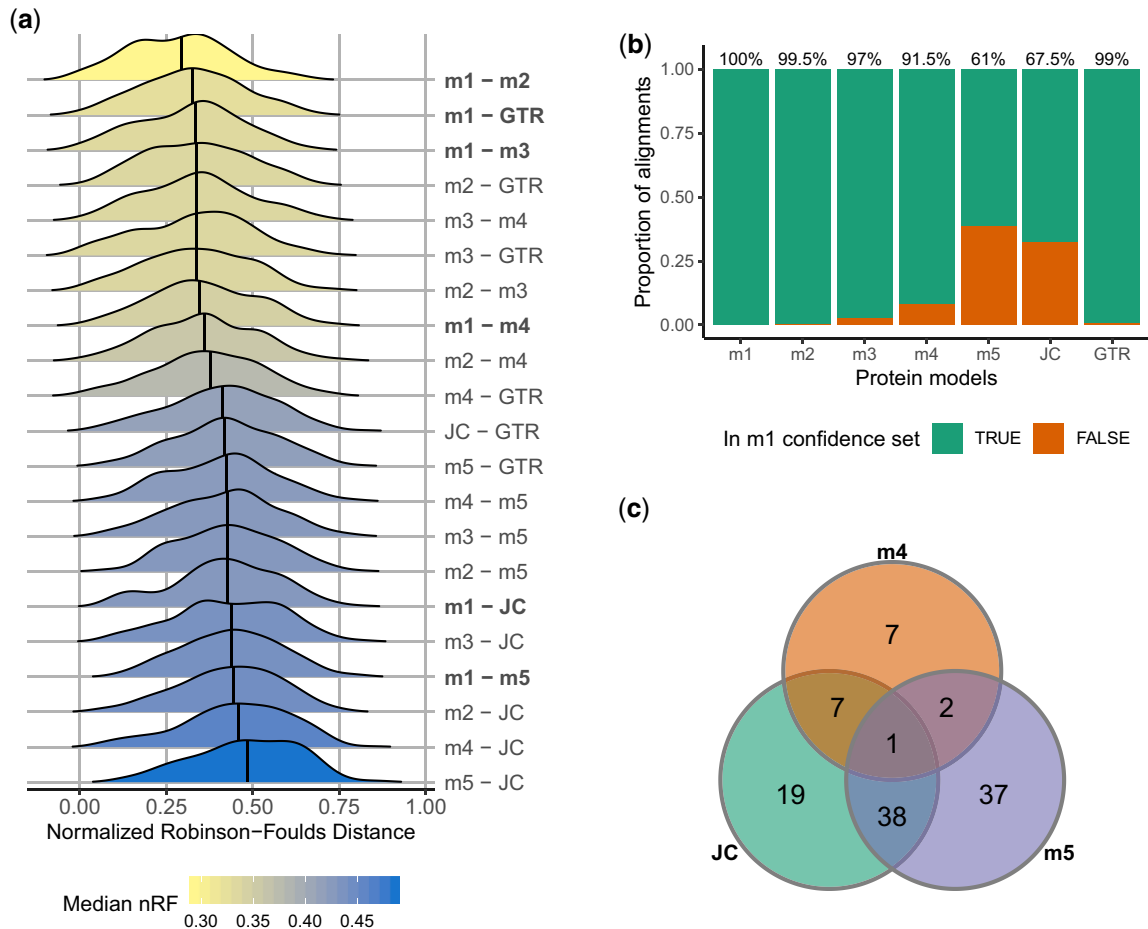 (a)
m1 − m2
m1 − GTR
m1 − m3
m2 − GTR
m3 − m4
m3 − GTR
m2 − m3
m1 − m4
m2 − m4
m4 − GTR
JC − GTR
m5 − GTR
m4 − m5
m3 − m5
m2 − m5
m1 − JC
m3 − JC
m1 − m5
m2 − JC
m4 − JC
m5 − JC
0.00 0.25 0.50 0.75 1.00
Normalized Robinson−Foulds Distance
Median nRF
0.30 0.35 0.40 0.45
(b)
100% 99.5% 97% 91.5% 61% 67.5% 99%
1.00
0.75
0.50
0.25
0.00
Proportion of alignments
m1 m2 m3 m4 m5 JC GTR
Protein models
In m1 confidence set TRUE FALSE
(c)
m4
7
7 2
1
19 37
38
JC m5